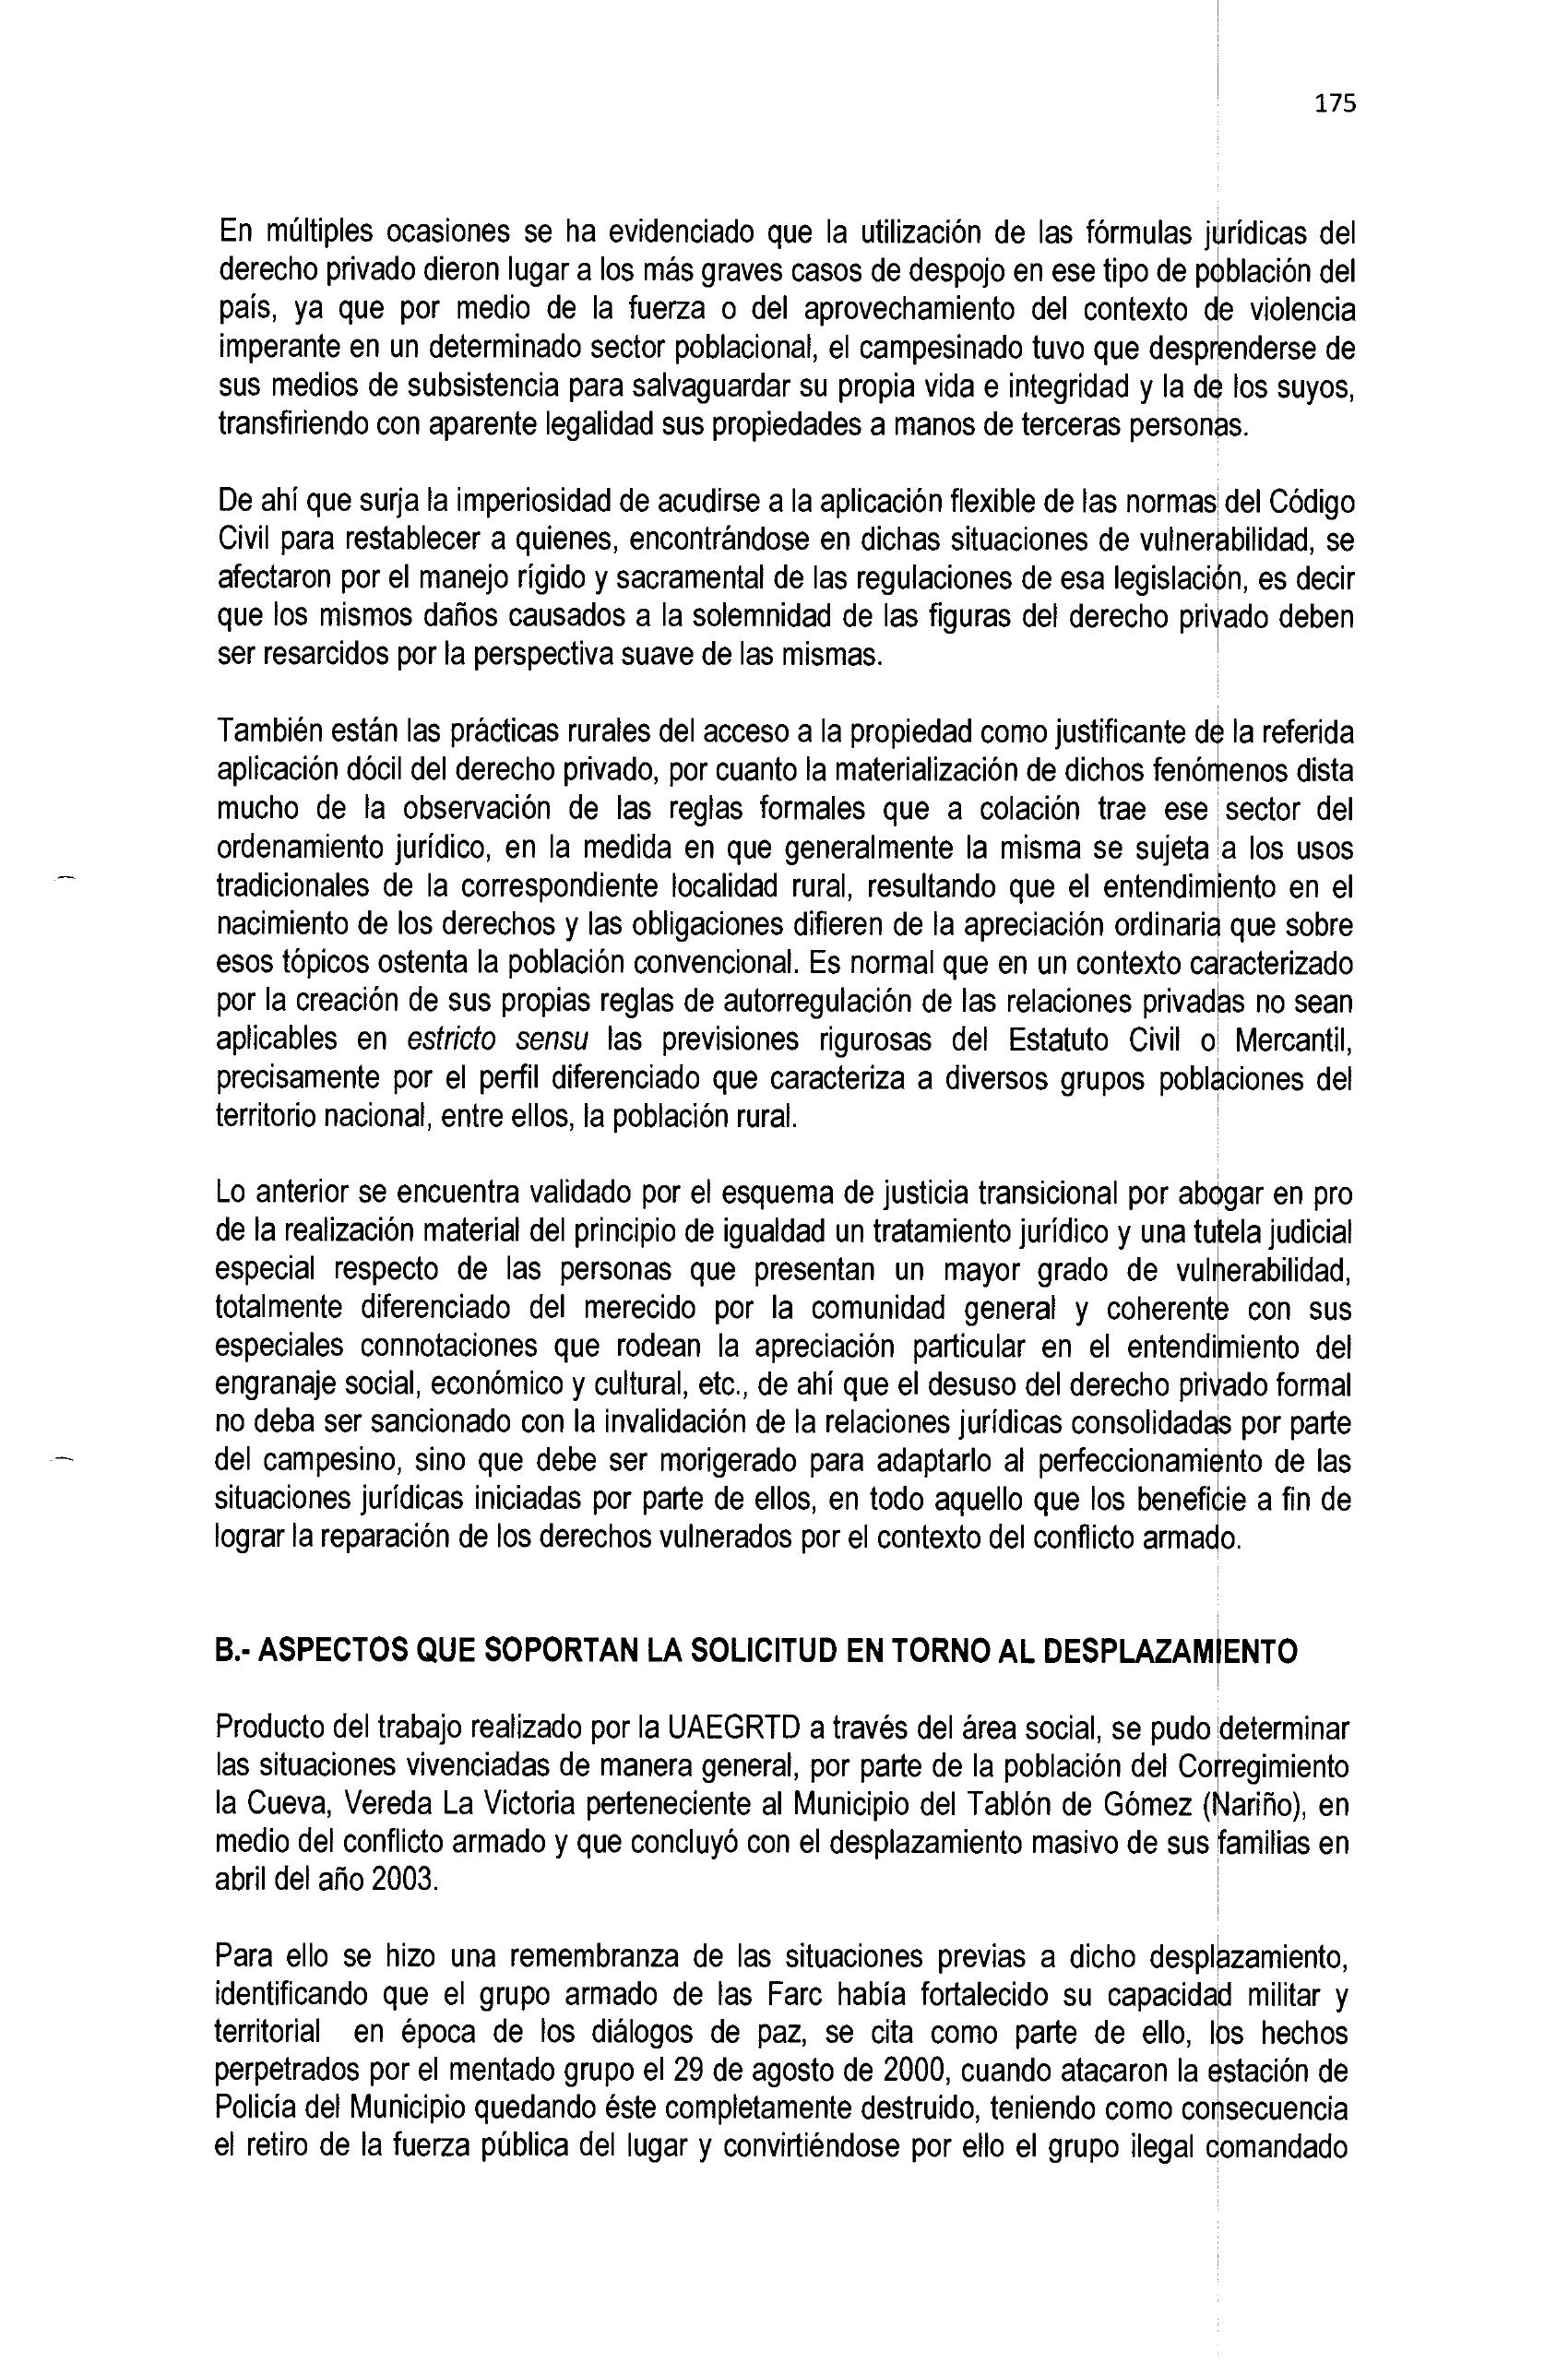 175
En múltiples ocasiones se ha evidenciado que la utilización de las fórmulas jurídicas del
derecho privado dieron lugar a los más graves casos de despojo en ese tipo de población del
país, ya que por medio de la fuerza o del aprovechamiento del contexto de violencia
imperante en un determinado sector poblacional, el campesinado tuvo que desprenderse de
sus medios de subsistencia para salvaguardar su propia vida e integridad y la de los suyos,
transfiriendo con aparente legalidad sus propiedades a manos de terceras personas.
De ahí que surja la imperiosidad de acudirse a la aplicación flexible de las normas del Código
Civil para restablecer a quienes, encontrándose en dichas situaciones de vulnerabilidad, se
afectaron por el manejo rígido y sacramental de las regulaciones de esa legislación, es decir
que los mismos daños causados a la solemnidad de las figuras del derecho privado deben
ser resarcidos por la perspectiva suave de las mismas.
También están las prácticas rurales del acceso a la propiedad como justificante de la referida
aplicación dócil del derecho privado, por cuanto la materialización de dichos fenómenos dista
mucho de la observación de las reglas formales que a colación trae ese sector del
ordenamiento jurídico, en la medida en que generalmente la misma se sujeta a los usos
tradicionales de la correspondiente localidad rural, resultando que el entendimiento en el
nacimiento de los derechos y las obligaciones difieren de la apreciación ordinaria que sobre
esos tópicos ostenta la población convencional. Es normal que en un contexto caracterizado
por la creación de sus propias reglas de autorregulación de las relaciones privadas no sean
aplicables en estricto sensu las previsiones rigurosas del Estatuto Civil o Mercantil,
precisamente por el perfil diferenciado que caracteriza a diversos grupos poblaciones del
territorio nacional, entre ellos, la población rural.
Lo anterior se encuentra validado por el esquema de justicia transicional por abogar en pro
de la realización material del principio de igualdad un tratamiento jurídico y una tutela judicial
especial respecto de las personas que presentan un mayor grado de vulnerabilidad,
totalmente diferenciado del merecido por la comunidad general y coherente con sus
especiales connotaciones que rodean la apreciación particular en el entendimiento del
engranaje social, económico y cultural, etc., de ahí que el desuso del derecho privado formal
no deba ser sancionado con la invalidación de la relaciones jurídicas consolidadas por parte
del campesino, sino que debe ser morigerado para adaptarlo al perfeccionamiento de las
situaciones jurídicas iniciadas por parte de ellos, en todo aquello que los beneficie a fin de
lograr la reparación de los derechos vulnerados por el contexto del conflicto armado.
B.- ASPECTOS QUE SOPORTAN LA SOLICITUD EN TORNO AL DESPLAZAMIENTO
Producto del trabajo realizado por la UAEGRTD a través del área social, se pudo determinar
las situaciones vivenciadas de manera general, por parte de la población del Corregimiento
la Cueva, Vereda La Victoria perteneciente al Municipio del Tablón de Gómez (Nariño), en
medio del conflicto armado y que concluyó con el desplazamiento masivo de sus familias en
abril del año 2003.
Para ello se hizo una remembranza de las situaciones previas a dicho desplazamiento,
identificando que el grupo armado de las Farc había fortalecido su capacidad militar y
territorial en época de los diálogos de paz, se cita como parte de ello, los hechos
perpetrados por el mentado grupo el 29 de agosto de 2000, cuando atacaron la estación de
Policía del Municipio quedando éste completamente destruido, teniendo como consecuencia
el retiro de la fuerza pública del lugar y convirtiéndose por ello el grupo ilegal comandado